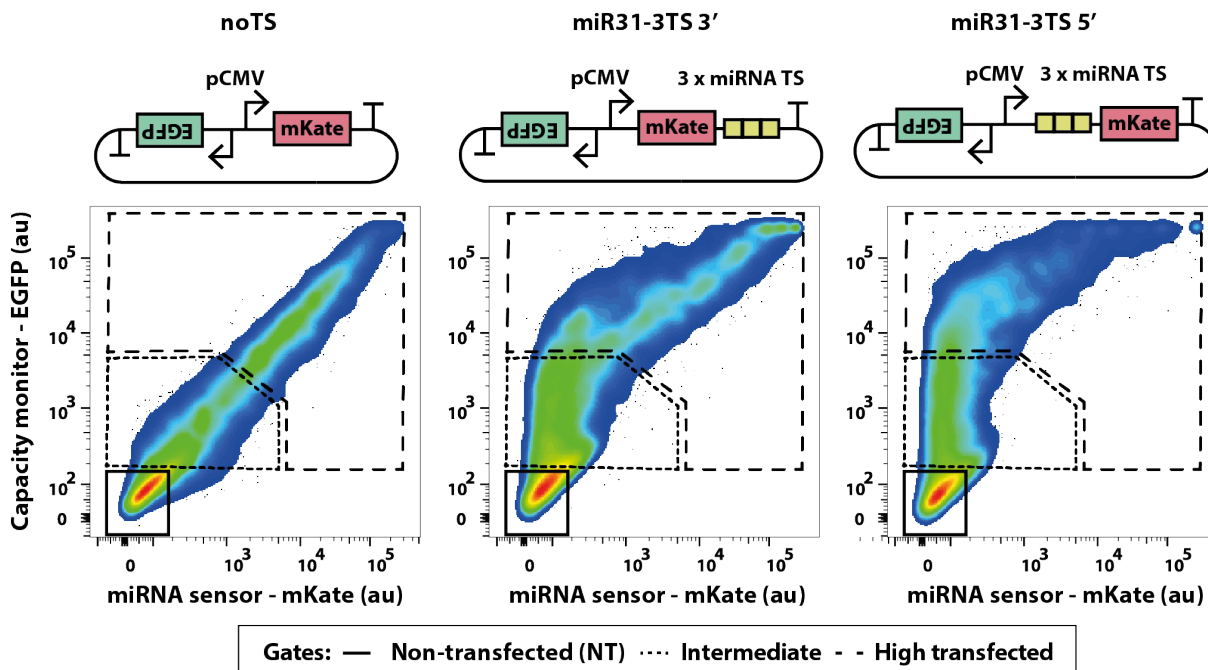 noTS
miR31-3TS 3′
miR31-3TS 5′
pCMV
EGFP
mKate
pCMV
3 x miRNA TS
EGFP
mKate
pCMV
3 x miRNA TS
EGFP
mKate
Capacity monitor - EGFP (au)
10⁵
10⁴
10³
10²
0
0
10³
10⁴
10⁵
miRNA sensor - mKate (au)
10⁵
10⁴
10³
10²
0
0
10³
10⁴
10⁵
miRNA sensor - mKate (au)
10⁵
10⁴
10³
10²
0
0
10³
10⁴
10⁵
miRNA sensor - mKate (au)
Gates: Non-transfected (NT) Intermediate High transfected